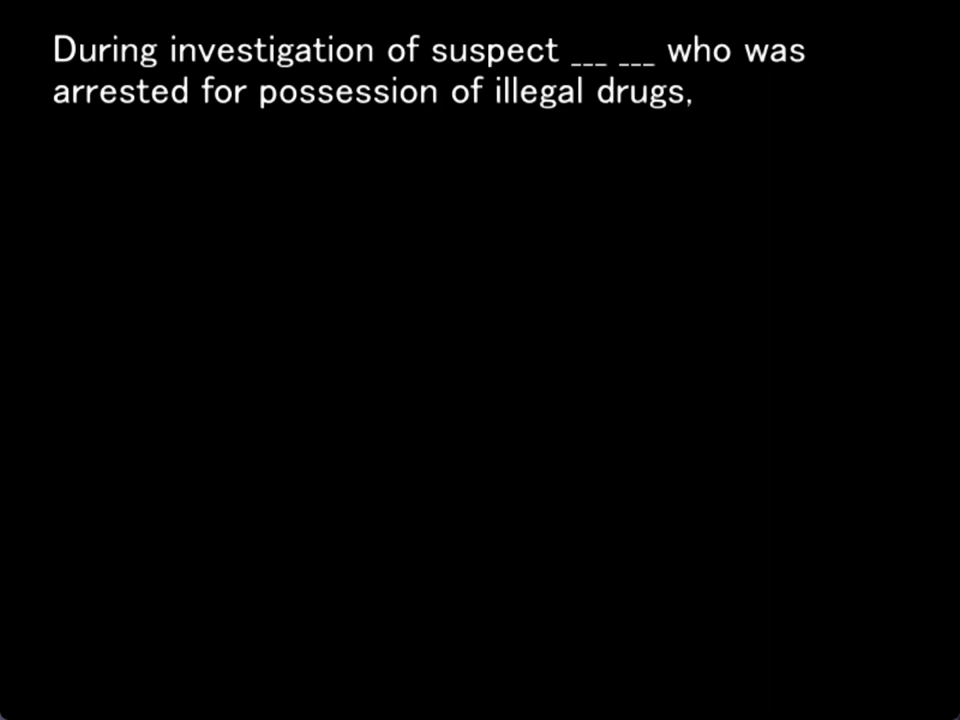 During investigation of suspect ___ ___ who was
arrested for possession of illegal drugs,